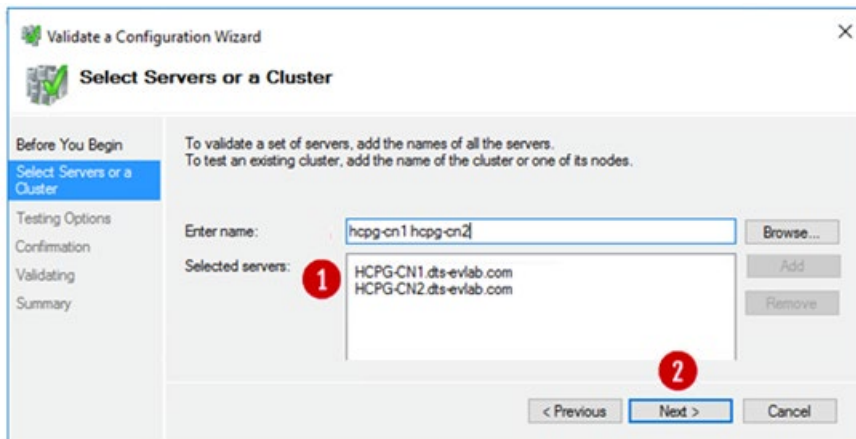 Validate a Configuration Wizard
Select Servers or a Cluster
Before You Begin
Select Servers or a
Cluster
Testing Options
Confirmation
Validating
Summary
To validate a set of servers, add the names of all the servers.
To test an existing cluster, add the name of the cluster or one of its nodes.
Enter name:
hcpg-cn1 hcpg-cn2
Browse...
Selected servers:
1
HCPG-CN1.dts-evlab.com
HCPG-CN2.dts-evlab.com
Add
Remove
2
< Previous
Next >
Cancel